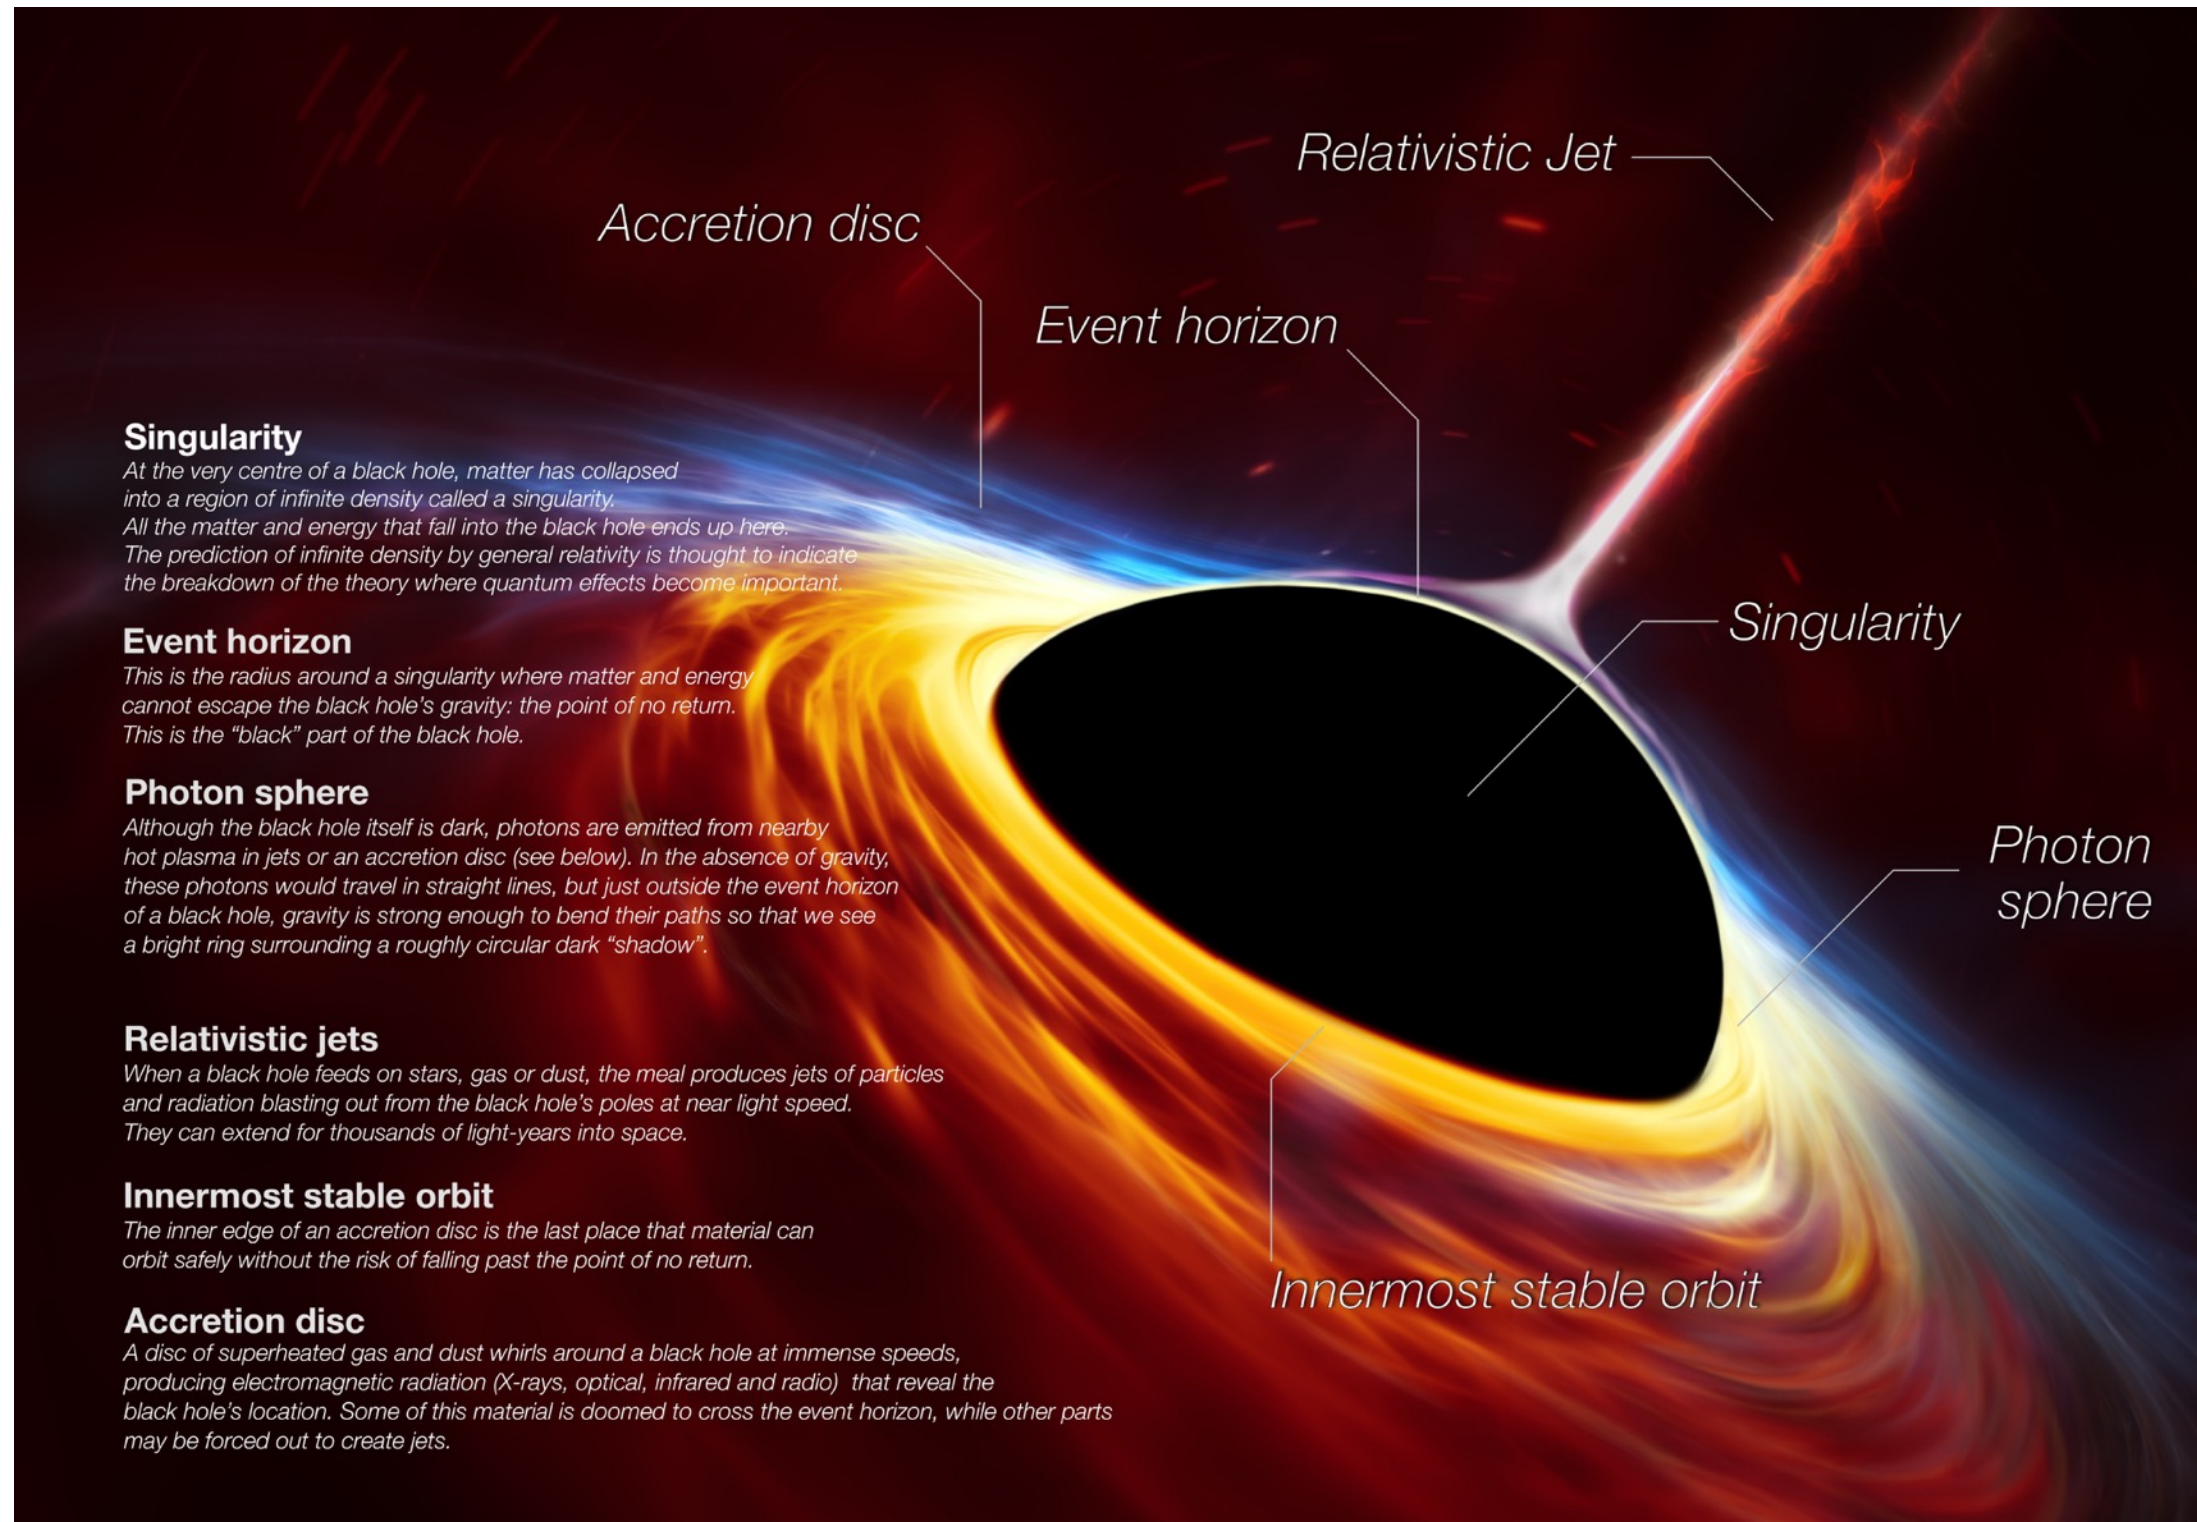 Relativistic Jet
Accretion disc
Event horizon
Singularity
Photon
sphere
Innermost stable orbit
Singularity
At the very centre of a black hole, matter has collapsed
into a region of infinite density called a singularity.
All the matter and energy that fall into the black hole ends up here.
The prediction of infinite density by general relativity is thought to indicate
the breakdown of the theory where quantum effects become important.
Event horizon
This is the radius around a singularity where matter and energy
cannot escape the black hole’s gravity: the point of no return.
This is the “black” part of the black hole.
Photon sphere
Although the black hole itself is dark, photons are emitted from nearby
hot plasma in jets or an accretion disc (see below). In the absence of gravity,
these photons would travel in straight lines, but just outside the event horizon
of a black hole, gravity is strong enough to bend their paths so that we see
a bright ring surrounding a roughly circular dark “shadow”.
Relativistic jets
When a black hole feeds on stars, gas or dust, the meal produces jets of particles
and radiation blasting out from the black hole’s poles at near light speed.
They can extend for thousands of light-years into space.
Innermost stable orbit
The inner edge of an accretion disc is the last place that material can
orbit safely without the risk of falling past the point of no return.
Accretion disc
A disc of superheated gas and dust whirls around a black hole at immense speeds,
producing electromagnetic radiation (X-rays, optical, infrared and radio) that reveal the
black hole’s location. Some of this material is doomed to cross the event horizon, while other parts
may be forced out to create jets.